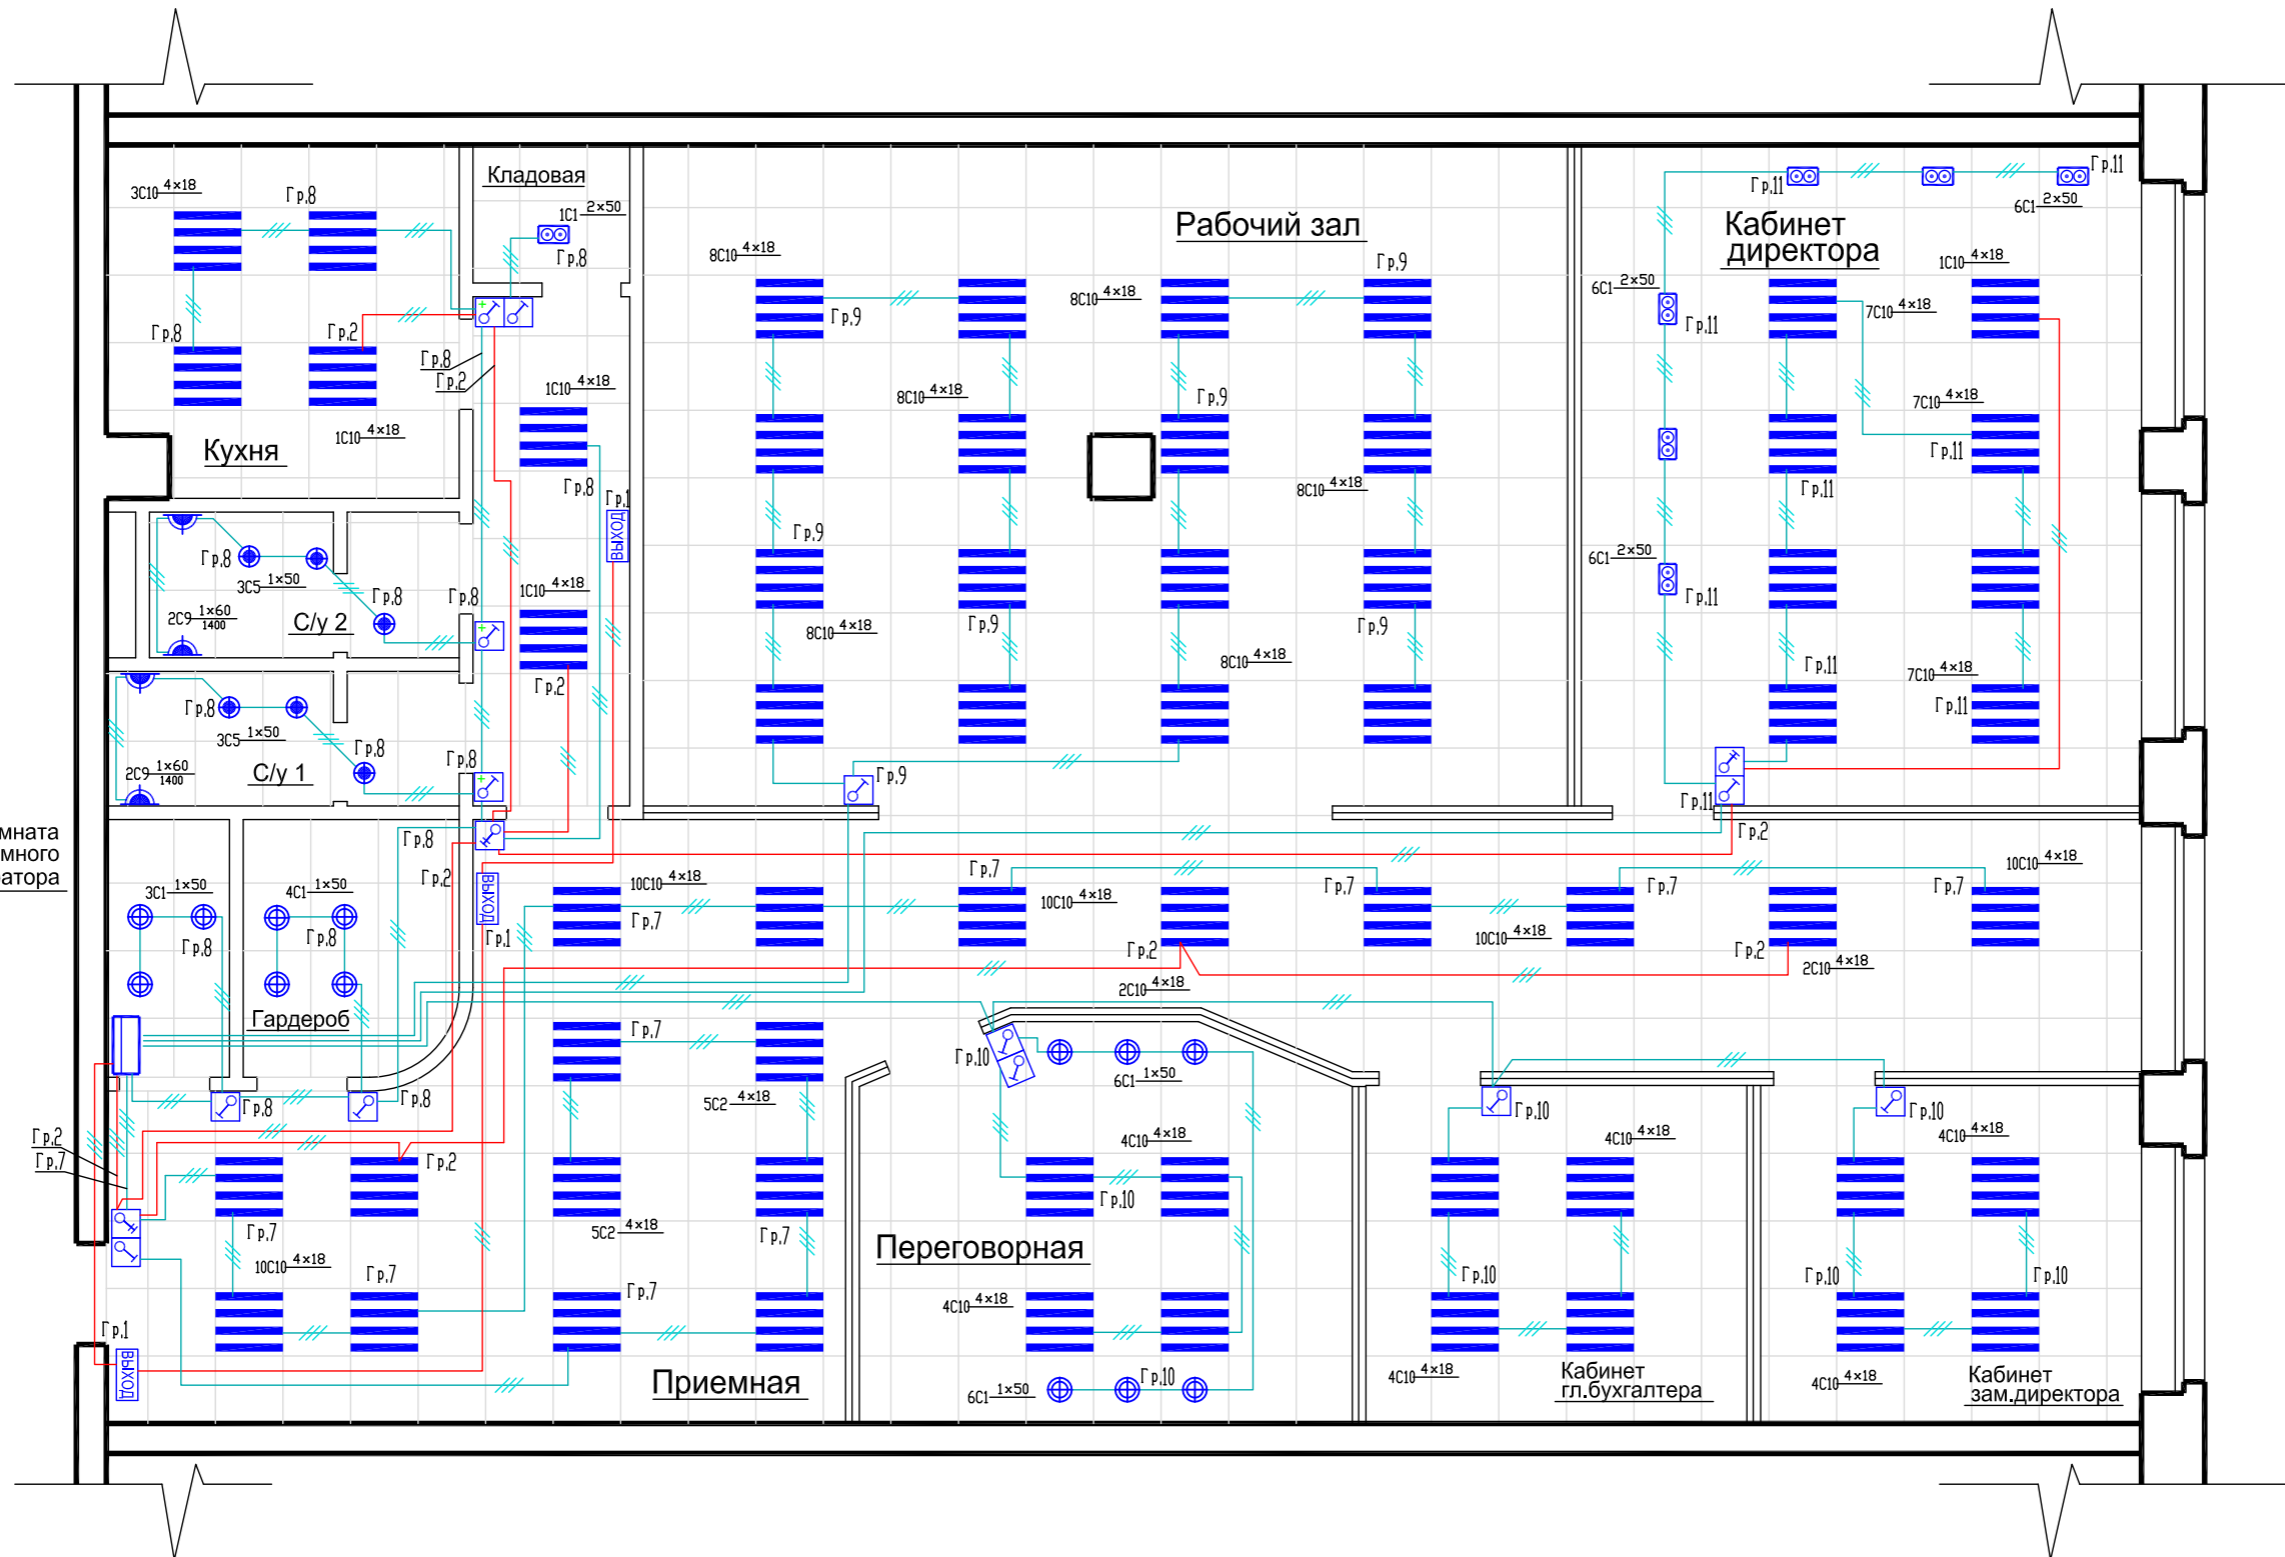 Кладовая
3С10 4×18
Гр.8
1С1 2×50
Гр.8
Рабочий зал
8С10 4×18
8С10 4×18
Гр.9
Гр.9
Гр.11
Гр.11
6С1 2×50
Кабинет
директора
1С10 4×18
6С1 2×50
7С10 4×18
Гр.11
Гр.8
Гр.2
Гр.8
Гр.2
1С10 4×18
8С10 4×18
Гр.9
7С10 4×18
1С10 4×18
Кухня
Гр.11
Гр.8
Гр.1
ВЫХОД
8С10 4×18
Гр.11
Гр.9
Гр.8
3С5 1×50
Гр.8
Гр.8
1С10 4×18
6С1 2×50
Гр.11
2С9 1×60
1400
С/у 2
8С10 4×18
Гр.9
Гр.9
8С10 4×18
Гр.11
7С10 4×18
Гр.2
Гр.8
3С5 1×50
Гр.8
Гр.11
2С9 1×60
1400
С/у 1
Гр.8
Гр.9
Гр.11
Гр.8
Гр.2
мната
много
атора
Гр.2
3С1 1×50
4С1 1×50
ВЫХОД
10С10 4×18
Гр.7
Гр.7
Гр.7
Гр.7
10С10 4×18
10С10 4×18
Гр.7
Гр.8
Гр.8
Гр.1
Гр.2
10С10 4×18
Гр.2
2С10 4×18
2С10 4×18
Гардероб
Гр.7
Гр.10
6С1 1×50
Гр.8
Гр.8
5С2 4×18
Гр.10
Гр.10
Гр.2
Гр.7
Гр.2
4С10 4×18
4С10 4×18
4С10 4×18
Гр.10
Гр.7
5С2 4×18
Гр.7
Переговорная
10С10 4×18
Гр.7
Гр.10
Гр.10
Гр.10
Гр.7
4С10 4×18
Гр.1
ВЫХОД
Приемная
Гр.10
6С1 1×50
4С10 4×18
Кабинет
гл.бухгалтера
4С10 4×18
Кабинет
зам.директора